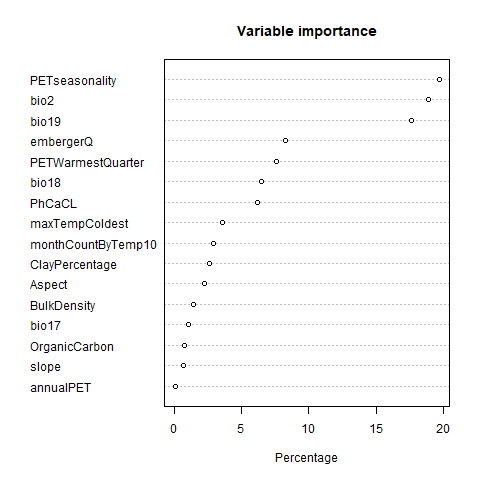 Variable importance
PETseasonality
bio2
bio19
embergerQ
PETWarmestQuarter
bio18
PhCaCL
maxTempColdest
monthCountByTemp10
ClayPercentage
Aspect
BulkDensity
bio17
OrganicCarbon
slope
annualPET
0 5 10 15 20
Percentage